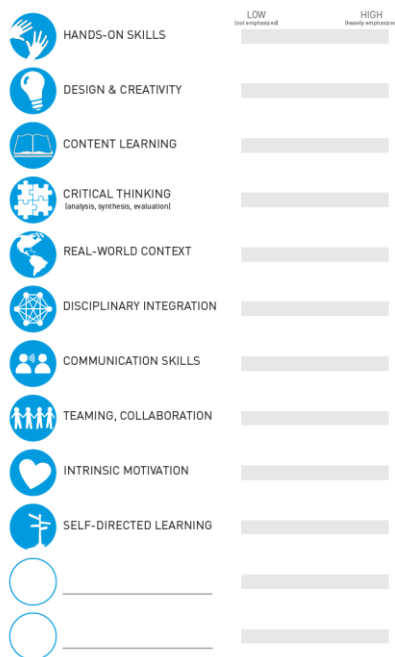 LOW HIGH
(not emphasized) (heavily emphasized
HANDS-ON SKILLS
DESIGN & CREATIVITY
CONTENT LEARNING
CRITICAL THINKING
(analysis, synthesis, evaluation)
REAL-WORLD CONTEXT
DISCIPLINARY INTEGRATION
COMMUNICATION SKILLS
TEAMING, COLLABORATION
INTRINSIC MOTIVATION
SELF-DIRECTED LEARNING